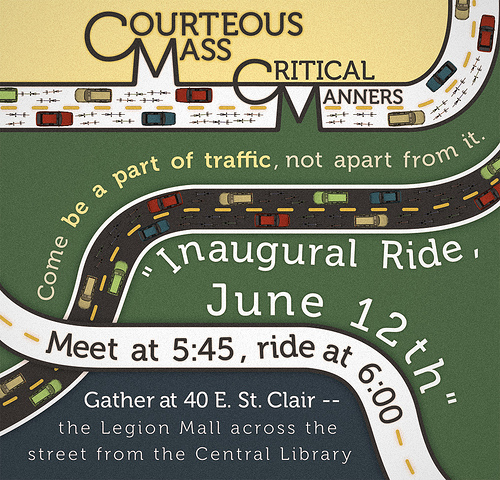 COURTEOUS
MASS
CRITICAL
MANNERS
Come be a part of traffic, not apart from it.
"Inaugural Ride,
June 12th"
Meet at 5:45, ride at 6:00
Gather at 40 E. St. Clair --
the Legion Mall across the
street from the Central Library